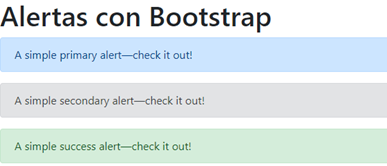 Alertas con Bootstrap
A simple primary alert—check it out!
A simple secondary alert—check it out!
A simple success alert—check it out!